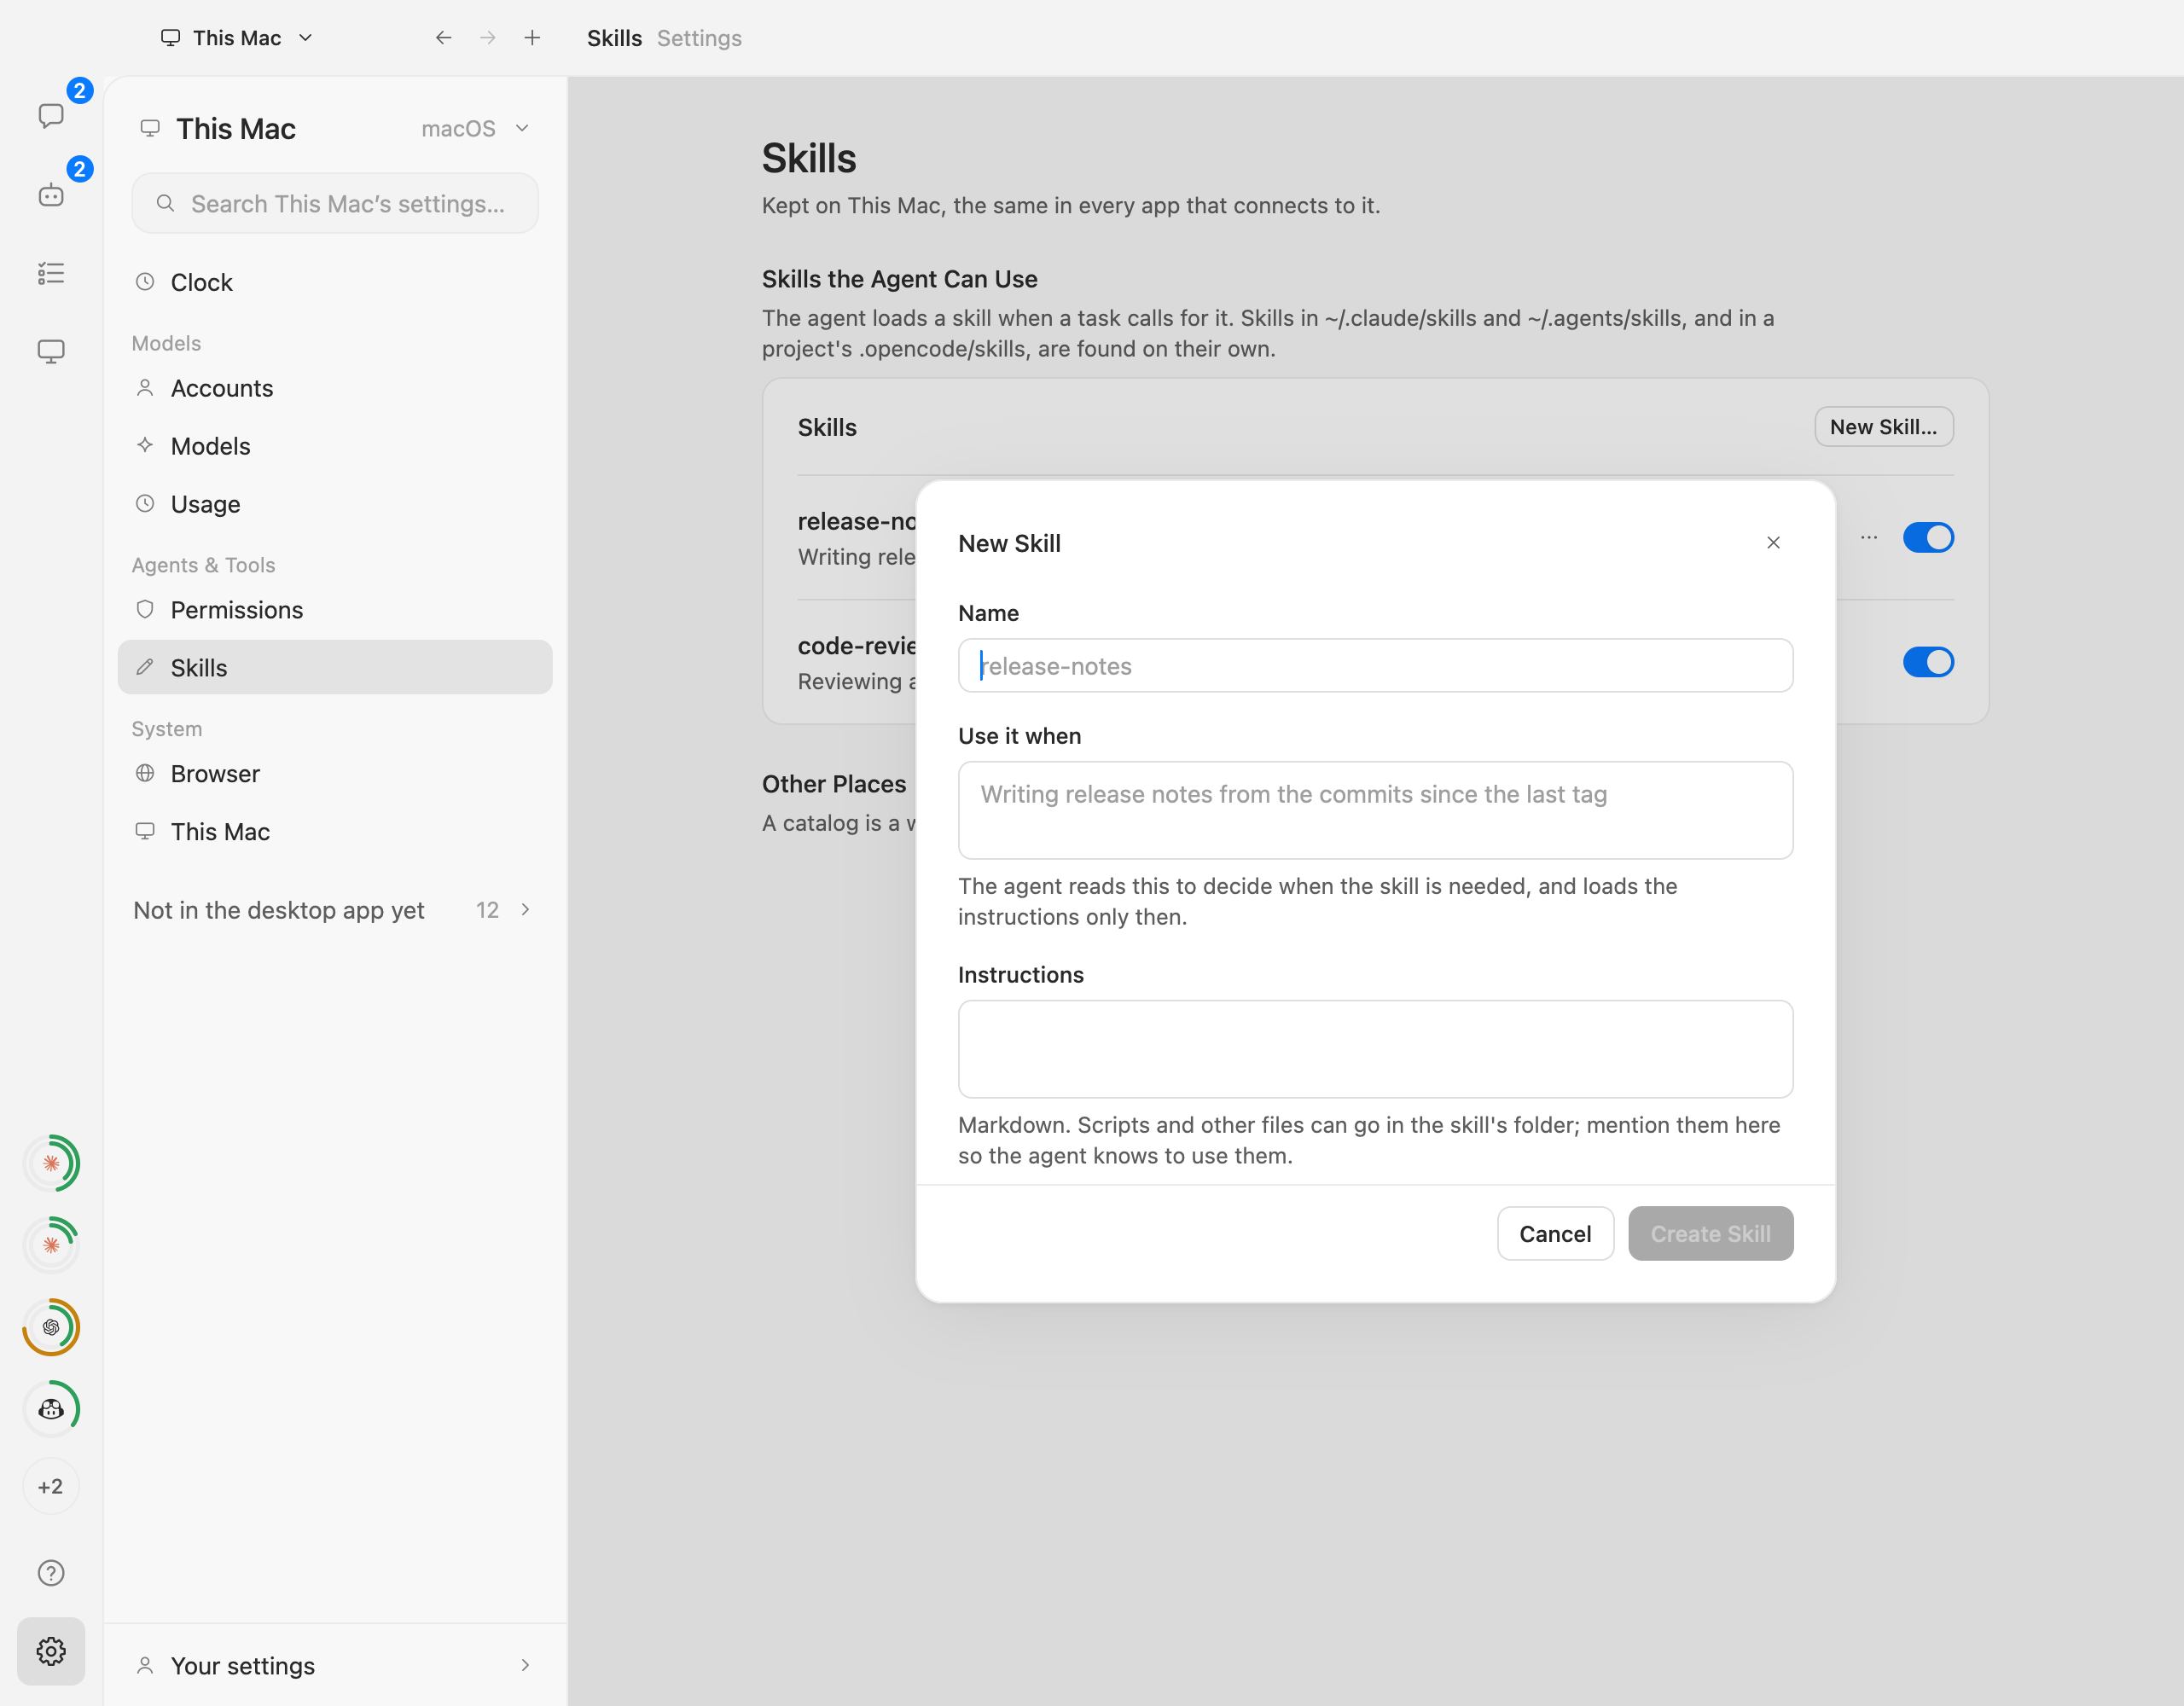 This Mac
Skills Settings
2
2
This Mac macOS
Search This Mac's settings...
Clock
Models
Accounts
Models
Usage
Agents & Tools
Permissions
Skills
System
Browser
This Mac
Not in the desktop app yet 12
+2
Your settings
Skills
Kept on This Mac, the same in every app that connects to it.
Skills the Agent Can Use
The agent loads a skill when a task calls for it. Skills in ~/.claude/skills and ~/.agents/skills, and in a
project's .opencode/skills, are found on their own.
Skills New Skill...
release-no
Writing rele
code-revie
Reviewing a
Other Places
A catalog is a w
New Skill
Name
release-notes
Use it when
Writing release notes from the commits since the last tag
The agent reads this to decide when the skill is needed, and loads the
instructions only then.
Instructions
Markdown. Scripts and other files can go in the skill's folder; mention them here
so the agent knows to use them.
Cancel Create Skill